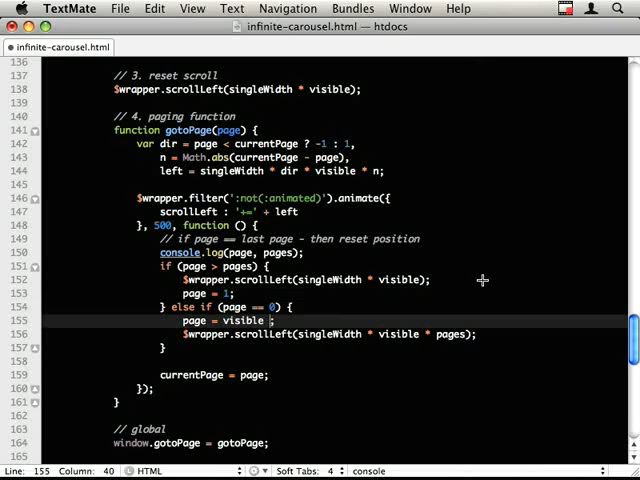 TextMate File Edit View Text Navigation Bundles Window Help
infinite-carousel.html — htdocs
infinite-carousel.html
136
137 // 3. reset scroll
138 $wrapper.scrollLeft(singleWidth * visible);
139
140 // 4. paging function
141 function gotoPage(page) {
142 var dir = page < currentPage ? -1 : 1,
143 n = Math.abs(currentPage - page),
144 left = singleWidth * dir * visible * n;
145
146 $wrapper.filter(':not(:animated)').animate({
147 scrollLeft : '+=' + left
148 }, 500, function () {
149 // if page == last page - then reset position
150 console.log(page, pages);
151 if (page > pages) {
152 $wrapper.scrollLeft(singleWidth * visible);
153 page = 1;
154 } else if (page == 0) {
155 page = visible ;
156 $wrapper.scrollLeft(singleWidth * visible * pages);
157 }
158
159 currentPage = page;
160 });
161 }
162
163 // global
164 window.gotoPage = gotoPage;
Line: 155 Column: 40 L HTML Soft Tabs: 4 console